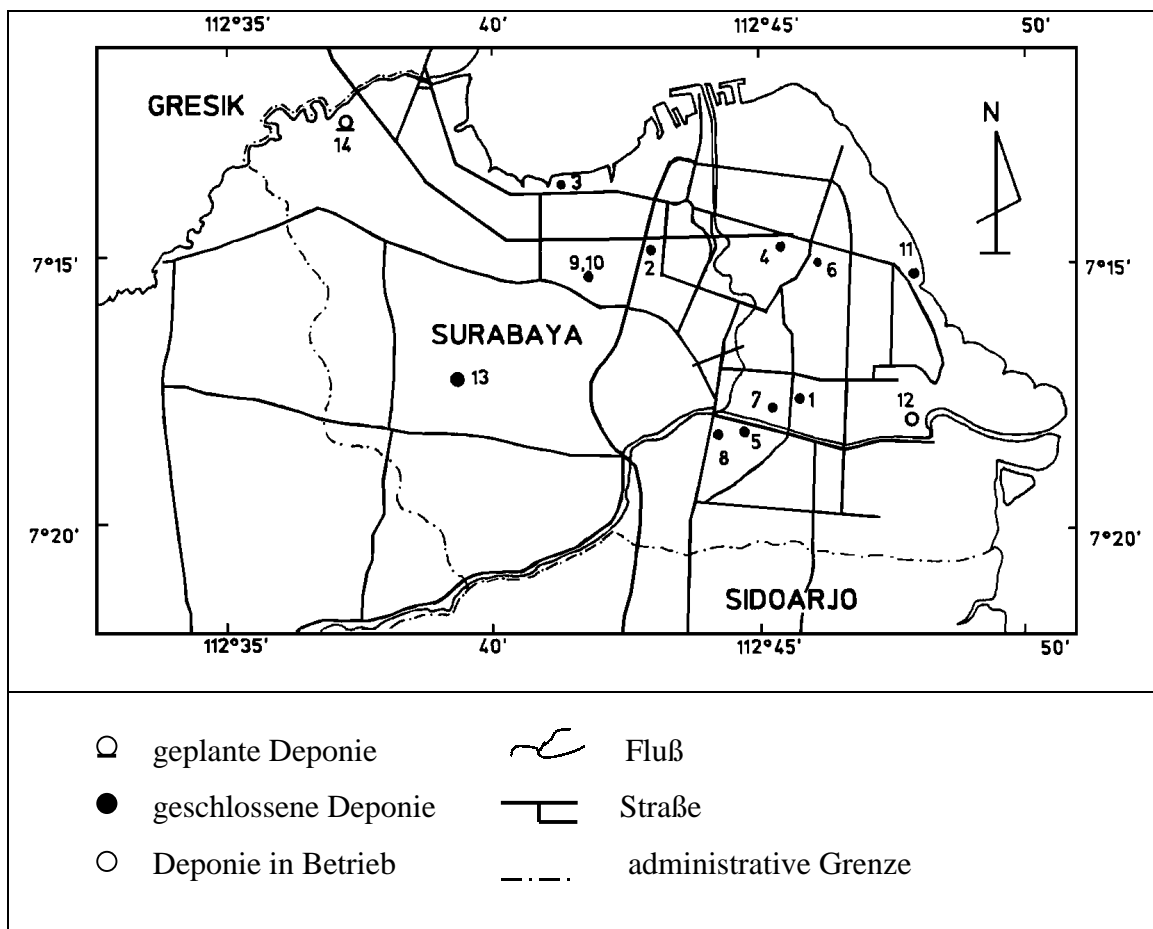 112°35' 40 112°45' 50'
GRESIK
N
14
3
4
11
7°15' 9,10 2 6 7°15'
SURABAYA
13
7 1 12
5
8
7°20' 7°20'
SIDOARJO
112°35' 40' 112°45' 50'
geplante Deponie Fluß
geschlossene Deponie Straße
Deponie in Betrieb administrative Grenze